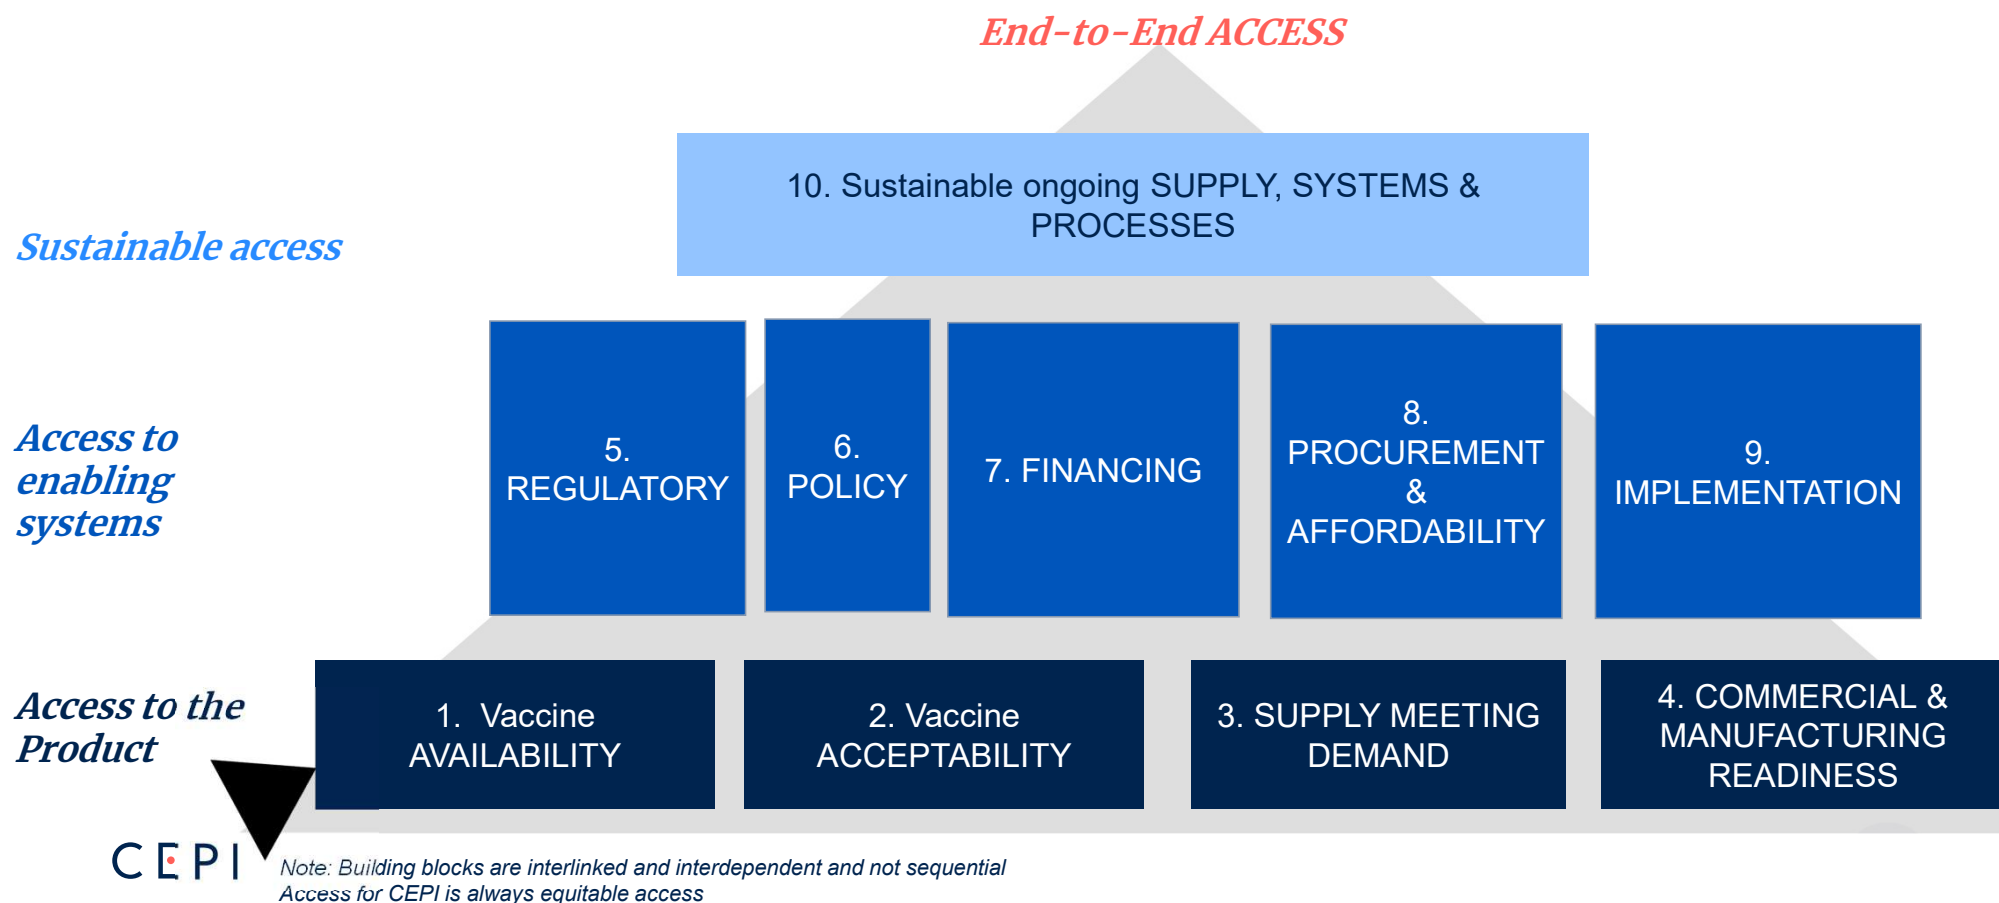 End-to-End ACCESS
10. Sustainable ongoing SUPPLY, SYSTEMS &
PROCESSES
Sustainable access
Access to
enabling
systems
5.
REGULATORY
6.
POLICY
7. FINANCING
8.
PROCUREMENT
&
AFFORDABILITY
9.
IMPLEMENTATION
Access to the
Product
1. Vaccine
AVAILABILITY
2. Vaccine
ACCEPTABILITY
3. SUPPLY MEETING
DEMAND
4. COMMERCIAL &
MANUFACTURING
READINESS
CEPI
Note: Building blocks are interlinked and interdependent and not sequential
Access for CEPI is always equitable access